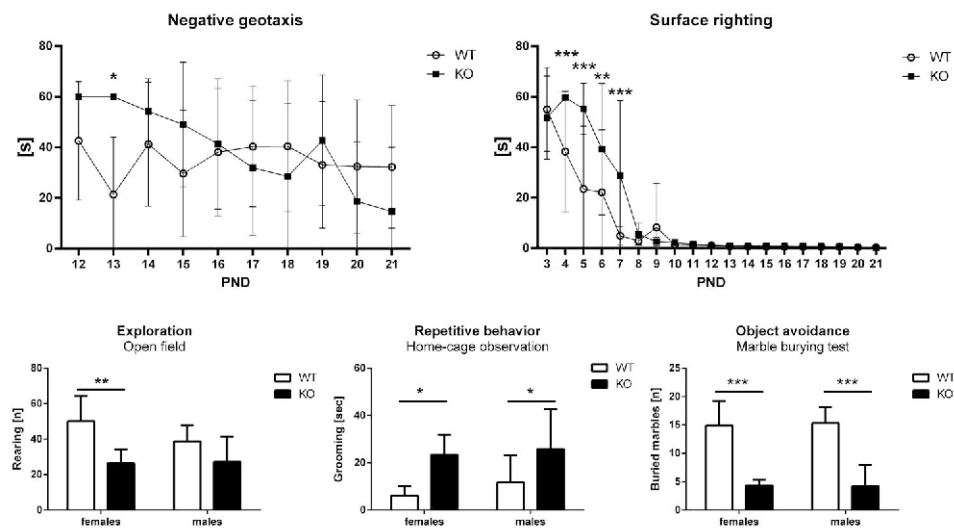 Negative geotaxis
80
60
40
20
0
[s]
*
WT
KO
12 13 14 15 16 17 18 19 20 21
PND
Surface righting
80
60
40
20
0
[s]
*** *** ** ***
WT
KO
3 4 5 6 7 8 9 10 11 12 13 14 15 16 17 18 19 20 21
PND
Exploration
Open field
80
60
40
20
0
Rearing [n]
**
WT
KO
females males
Repetitive behavior
Home-cage observation
60
40
20
0
Grooming [sec]
* *
WT
KO
females males
Object avoidance
Marble burying test
25
20
15
10
5
0
Buried marbles [n]
*** ***
WT
KO
females males